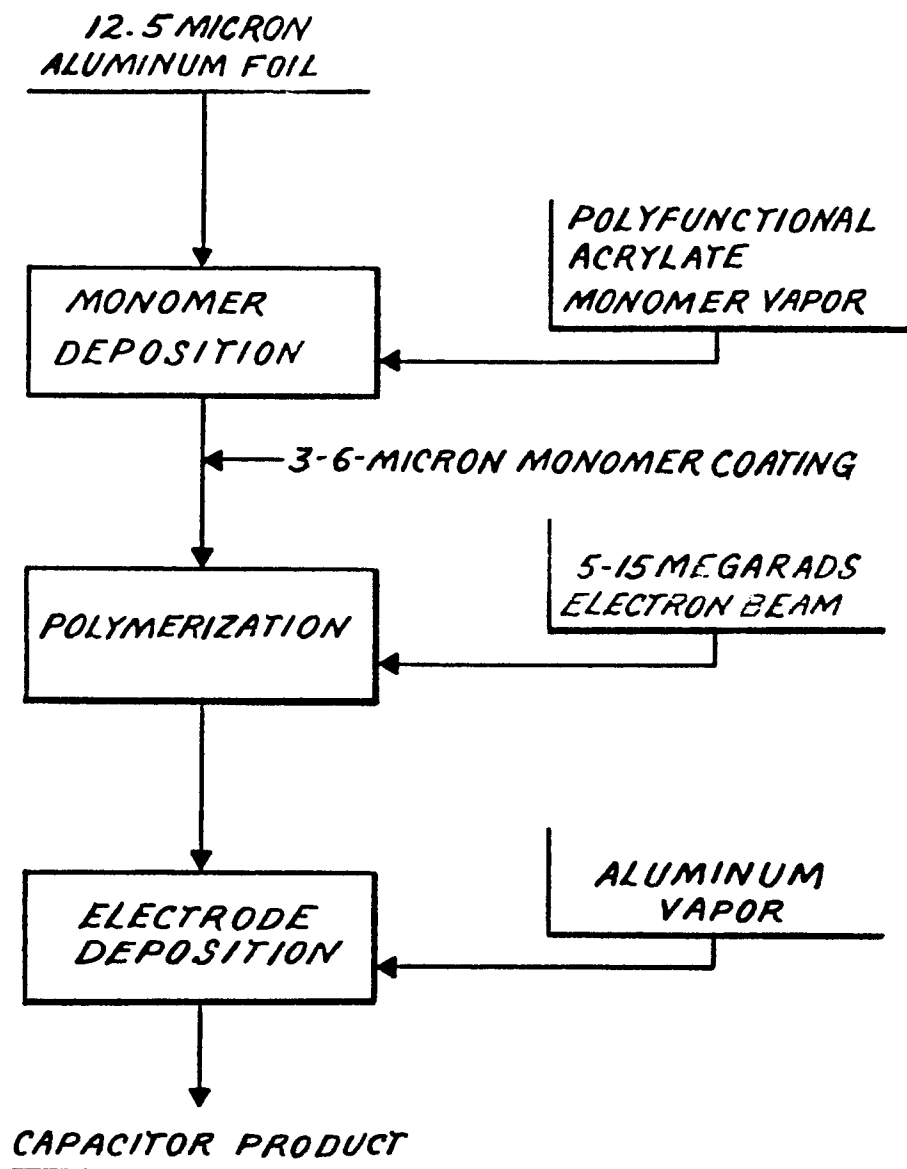 12.5 MICRON
ALUMINUM FOIL
POLYFUNCTIONAL
ACRYLATE
MONOMER VAPOR
MONOMER
DEPOSITION
3-6-MICRON MONOMER COATING
5-15 MEGARADS
ELECTRON BEAM
POLYMERIZATION
ALUMINUM
VAPOR
ELECTRODE
DEPOSITION
CAPACITOR PRODUCT